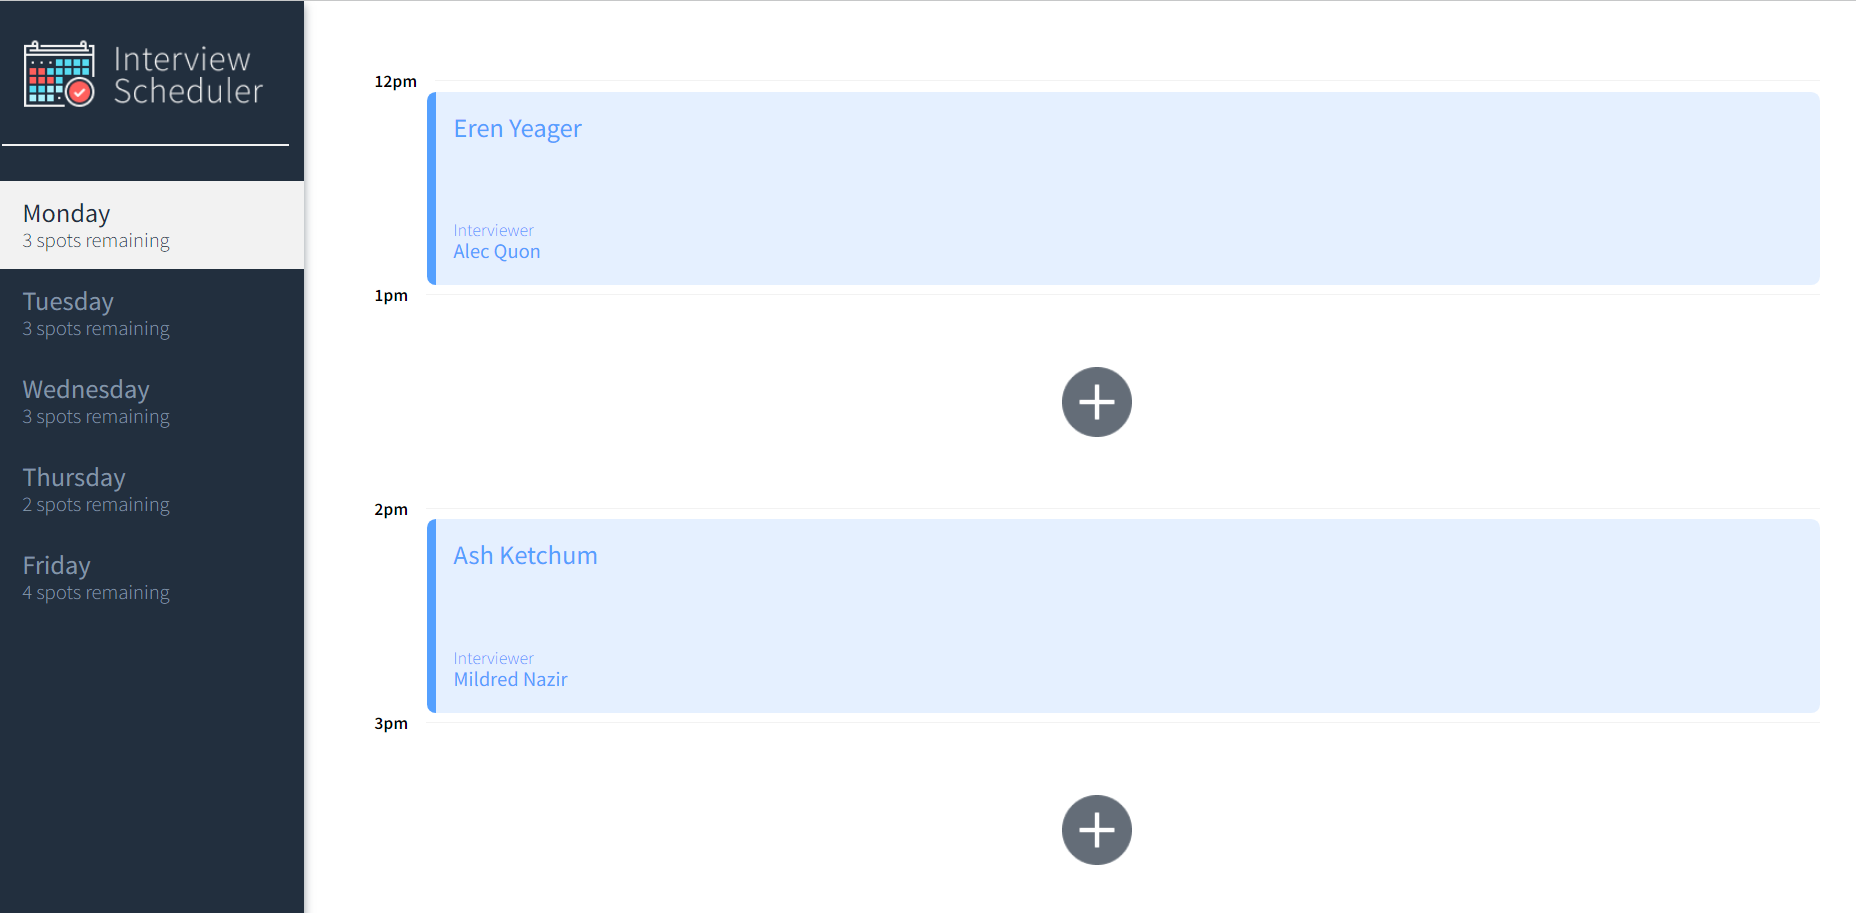 Interview
Scheduler
Monday
3 spots remaining
Tuesday
3 spots remaining
Wednesday
3 spots remaining
Thursday
2 spots remaining
Friday
4 spots remaining
12pm
Eren Yeager
Interviewer
Alec Quon
1pm
2pm
Ash Ketchum
Interviewer
Mildred Nazir
3pm